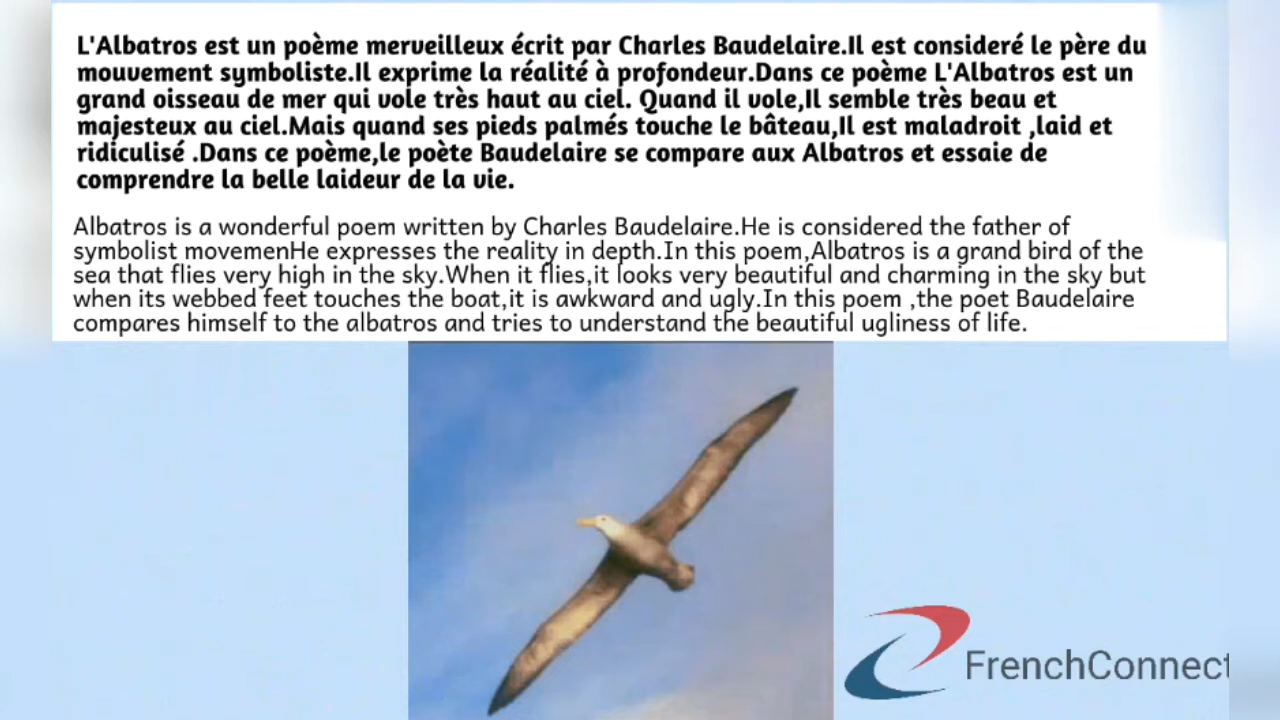 L'Albatros est un poème merveilleux écrit par Charles Baudelaire.Il est consideré le père du
mouvement symboliste.Il exprime la réalité à profondeur.Dans ce poème L'Albatros est un
grand oisseau de mer qui vole très haut au ciel. Quand il vole,Il semble très beau et
majesteux au ciel.Mais quand ses pieds palmés touche le bâteau,Il est maladroit ,laid et
ridiculisé .Dans ce poème,le poète Baudelaire se compare aux Albatros et essaie de
comprendre la belle laideur de la vie.
Albatros is a wonderful poem written by Charles Baudelaire.He is considered the father of
symbolist movemenHe expresses the reality in depth.In this poem,Albatros is a grand bird of the
sea that flies very high in the sky.When it flies,it looks very beautiful and charming in the sky but
when its webbed feet touches the boat,it is awkward and ugly.In this poem ,the poet Baudelaire
compares himself to the albatros and tries to understand the beautiful ugliness of life.
FrenchConnect